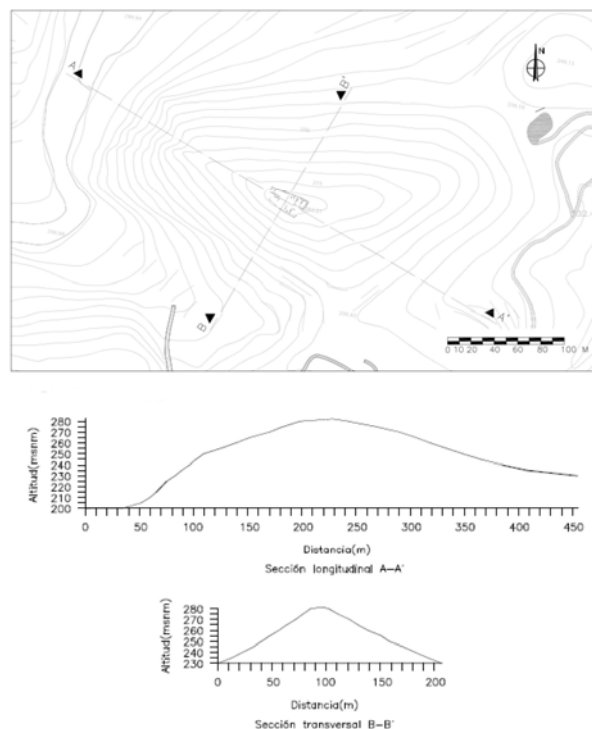 A
B'
N
B
A'
0 10 20 40 60 80 100 M
Altitud(msnm)
280
270
260
250
240
230
220
210
200
0 50 100 150 200 250 300 350 400 450
Distancia(m)
Sección longitudinal A-A'
Altitud(msnm)
280
270
260
250
240
230
0 50 100 150 200
Distancia(m)
Sección transversal B-B'